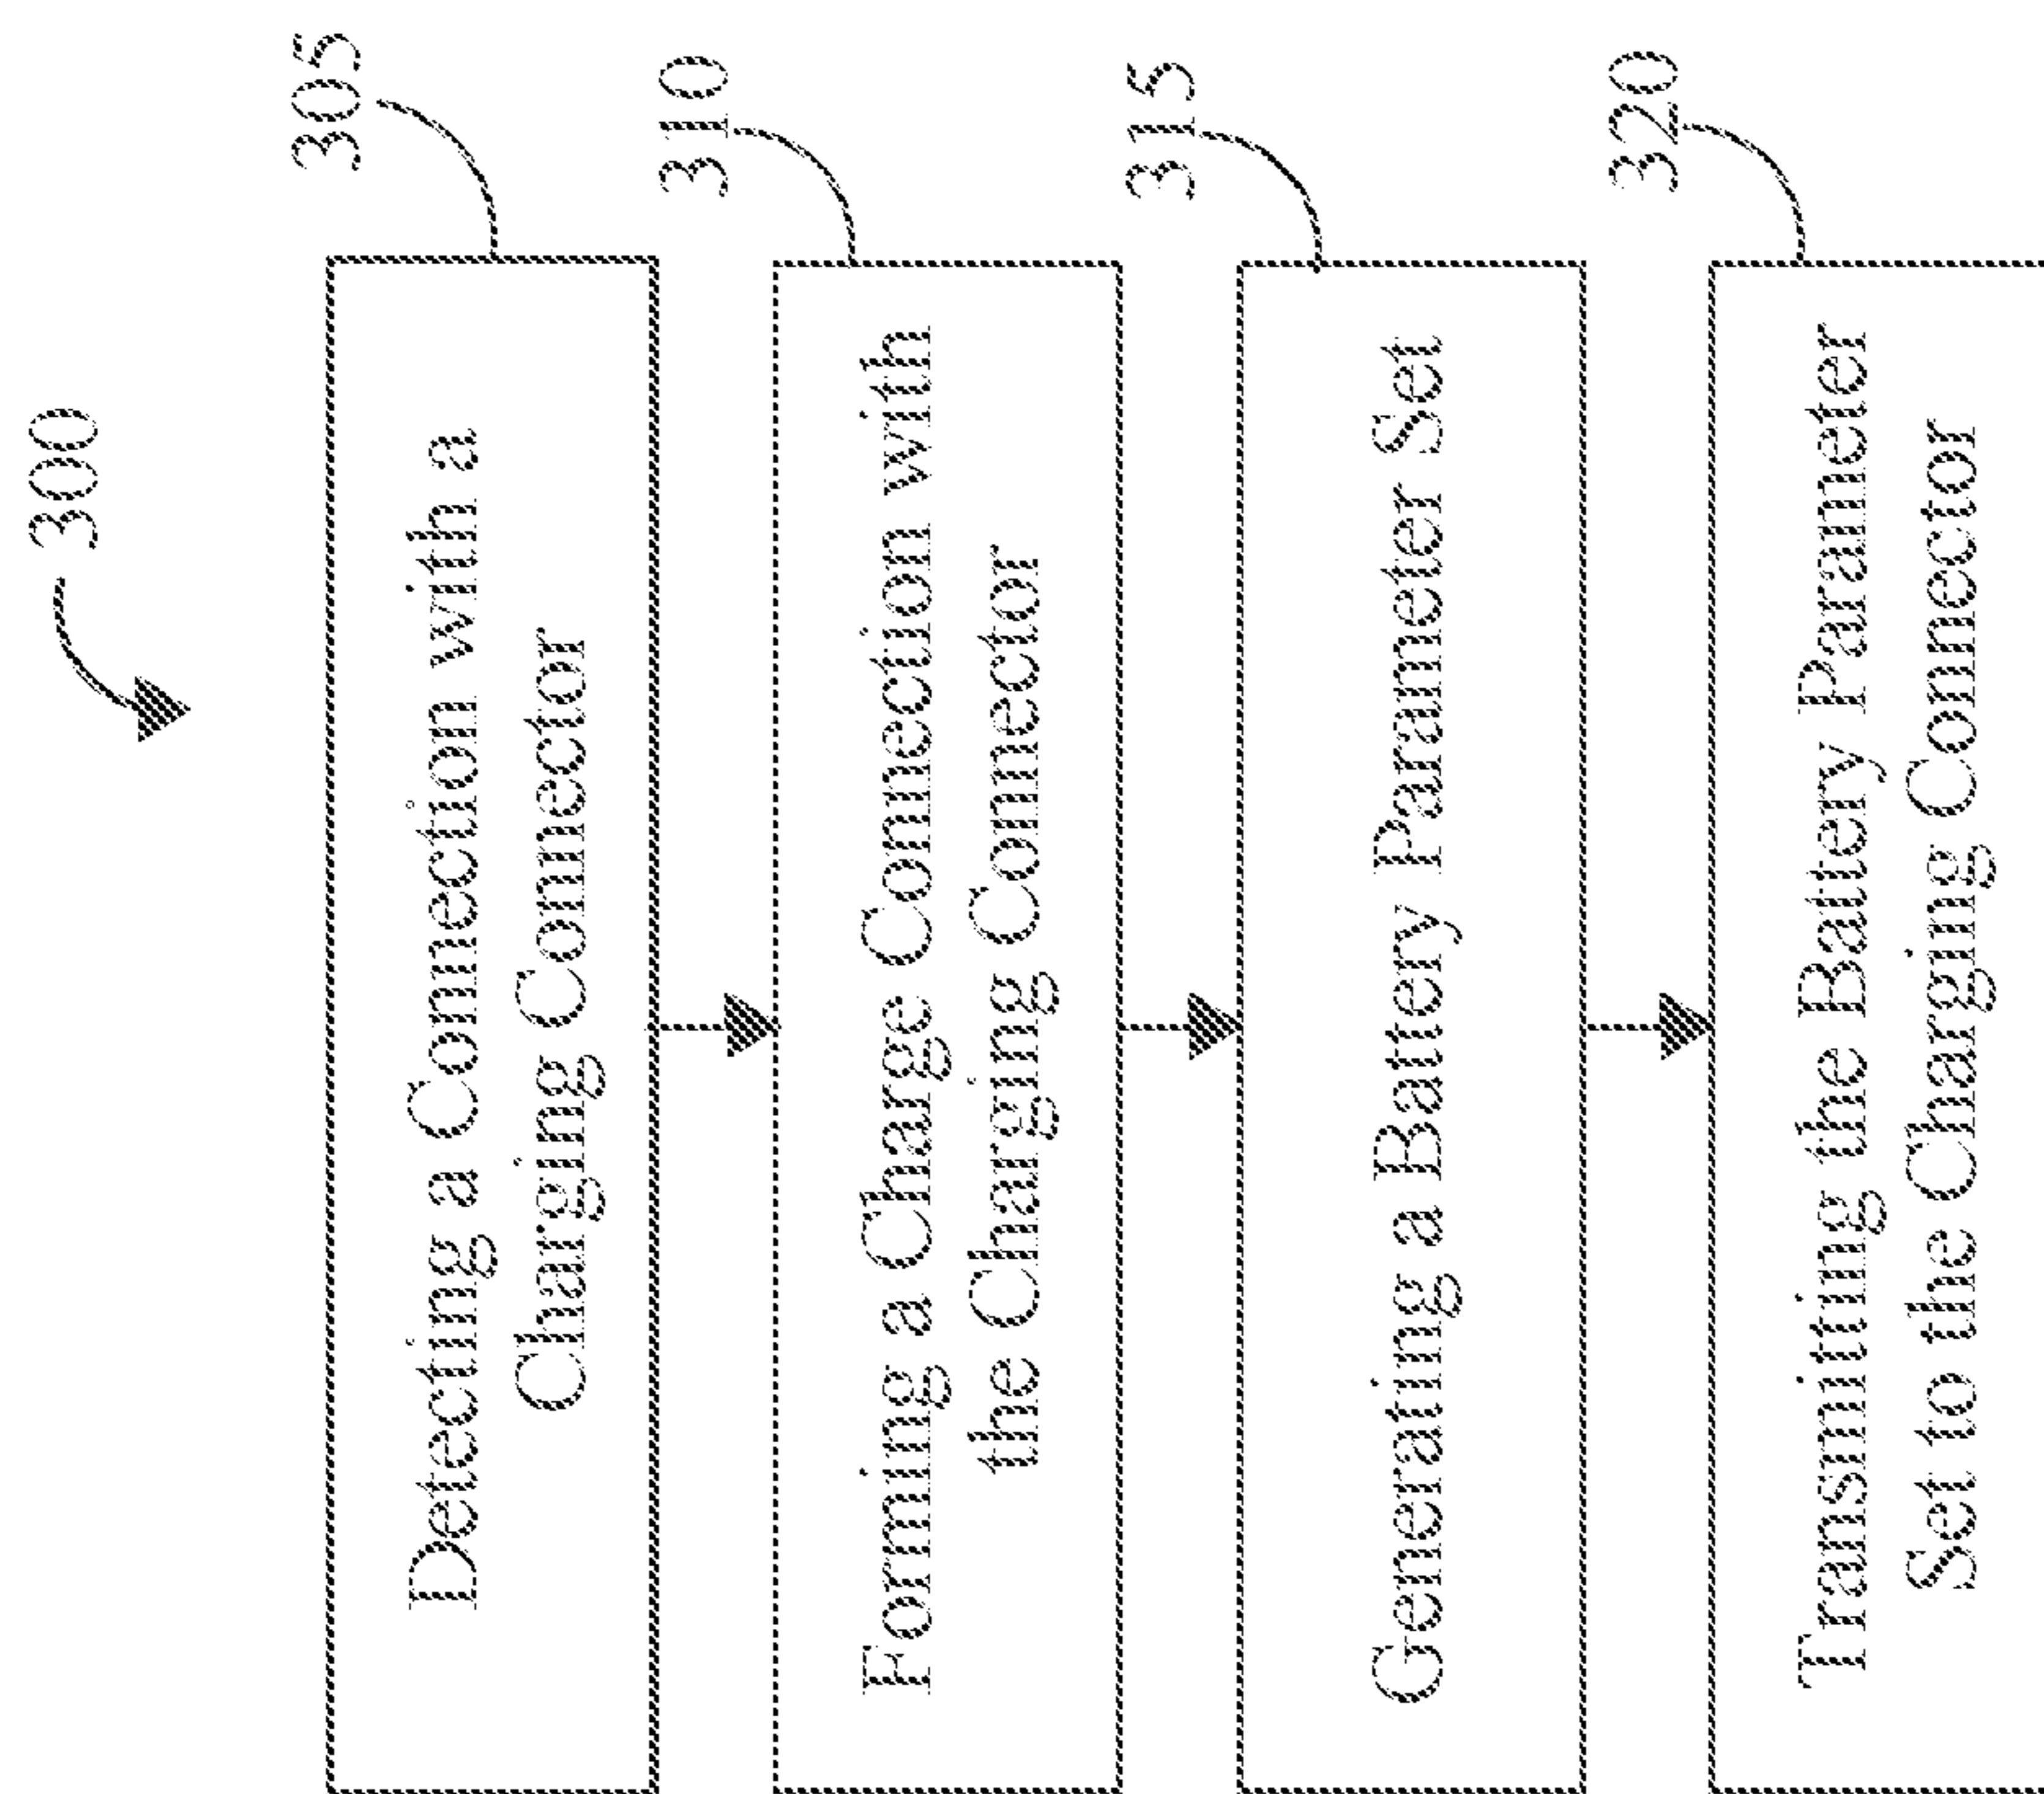 300
305
Detecting a Connection with a
Charging Connector
310
Forming a Charge Connection with
the Charging Connector
315
Generating a Battery Parameter Set
320
Transmitting the Battery Parameter
Set to the Charging Connector